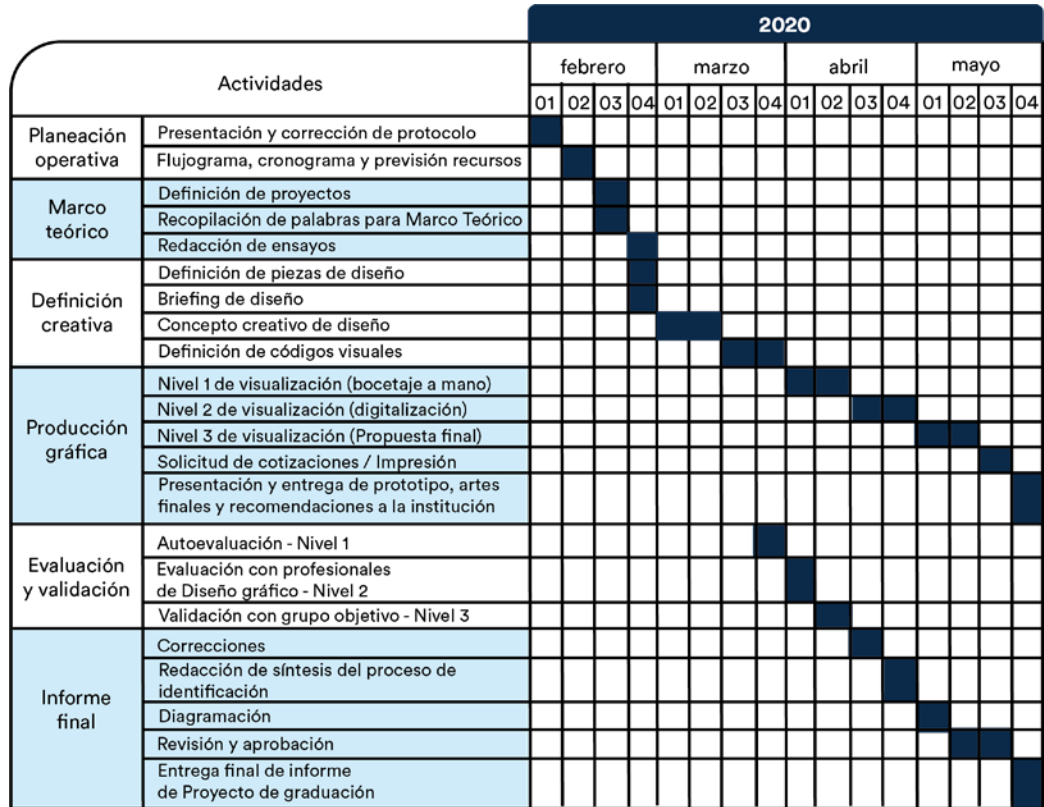 2020
Actividades
febrero marzo abril mayo
01 02 03 04 01 02 03 04 01 02 03 04 01 02 03 04
Planeación
operativa
Presentación y corrección de protocolo
Flujograma, cronograma y previsión recursos
Marco
teórico
Definición de proyectos
Recopilación de palabras para Marco Teórico
Redacción de ensayos
Definición
creativa
Definición de piezas de diseño
Briefing de diseño
Concepto creativo de diseño
Definición de códigos visuales
Producción
gráfica
Nivel 1 de visualización (bocetaje a mano)
Nivel 2 de visualización (digitalización)
Nivel 3 de visualización (Propuesta final)
Solicitud de cotizaciones / Impresión
Presentación y entrega de prototipo, artes
finales y recomendaciones a la institución
Evaluación
y validación
Autoevaluación - Nivel 1
Evaluación con profesionales
de Diseño gráfico - Nivel 2
Validación con grupo objetivo - Nivel 3
Informe
final
Correcciones
Redacción de síntesis del proceso de
identificación
Diagramación
Revisión y aprobación
Entrega final de informe
de Proyecto de graduación